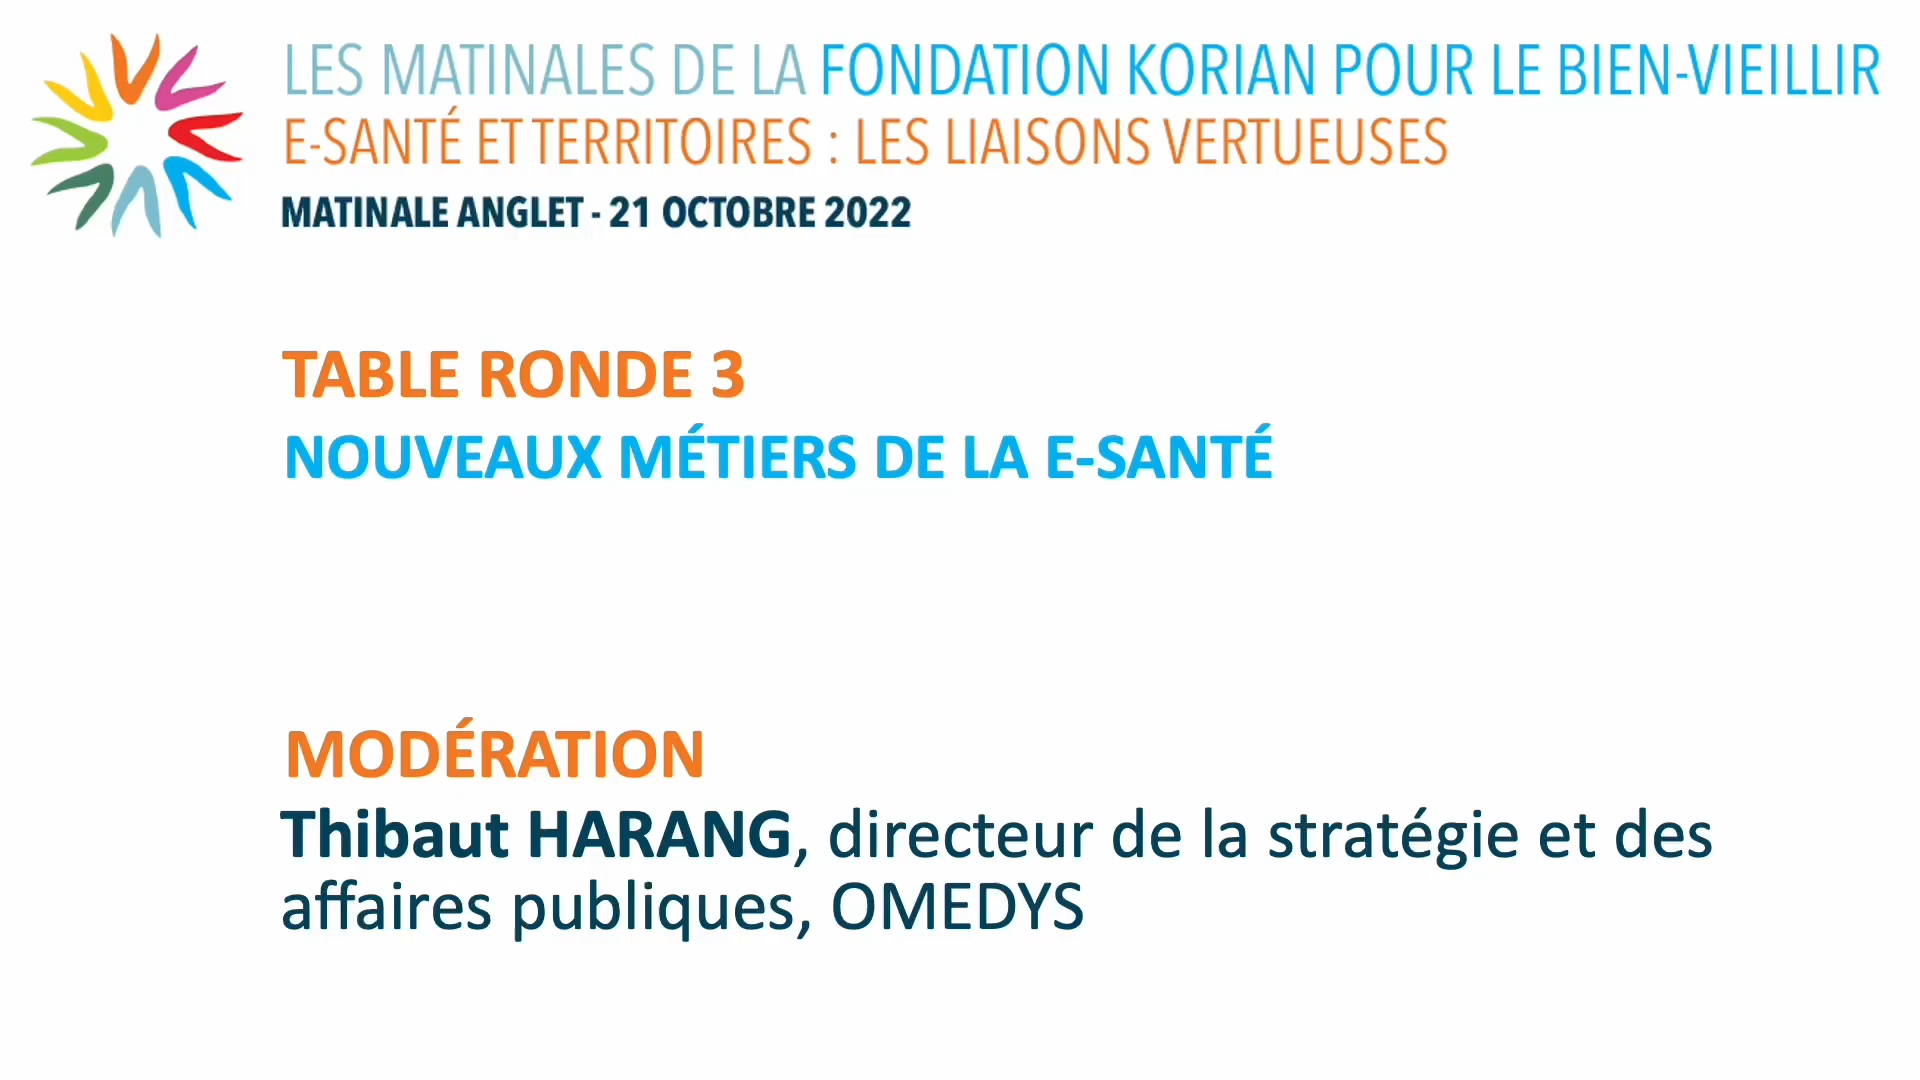 LES MATINALES DE LA FONDATION KORIAN POUR LE BIEN-VIEILLIR
E-SANTÉ ET TERRITOIRES : LES LIAISONS VERTUEUSES
MATINALE ANGLET - 21 OCTOBRE 2022
TABLE RONDE 3
NOUVEAUX MÉTIERS DE LA E-SANTÉ
MODÉRATION
Thibaut HARANG, directeur de la stratégie et des
affaires publiques, OMEDYS